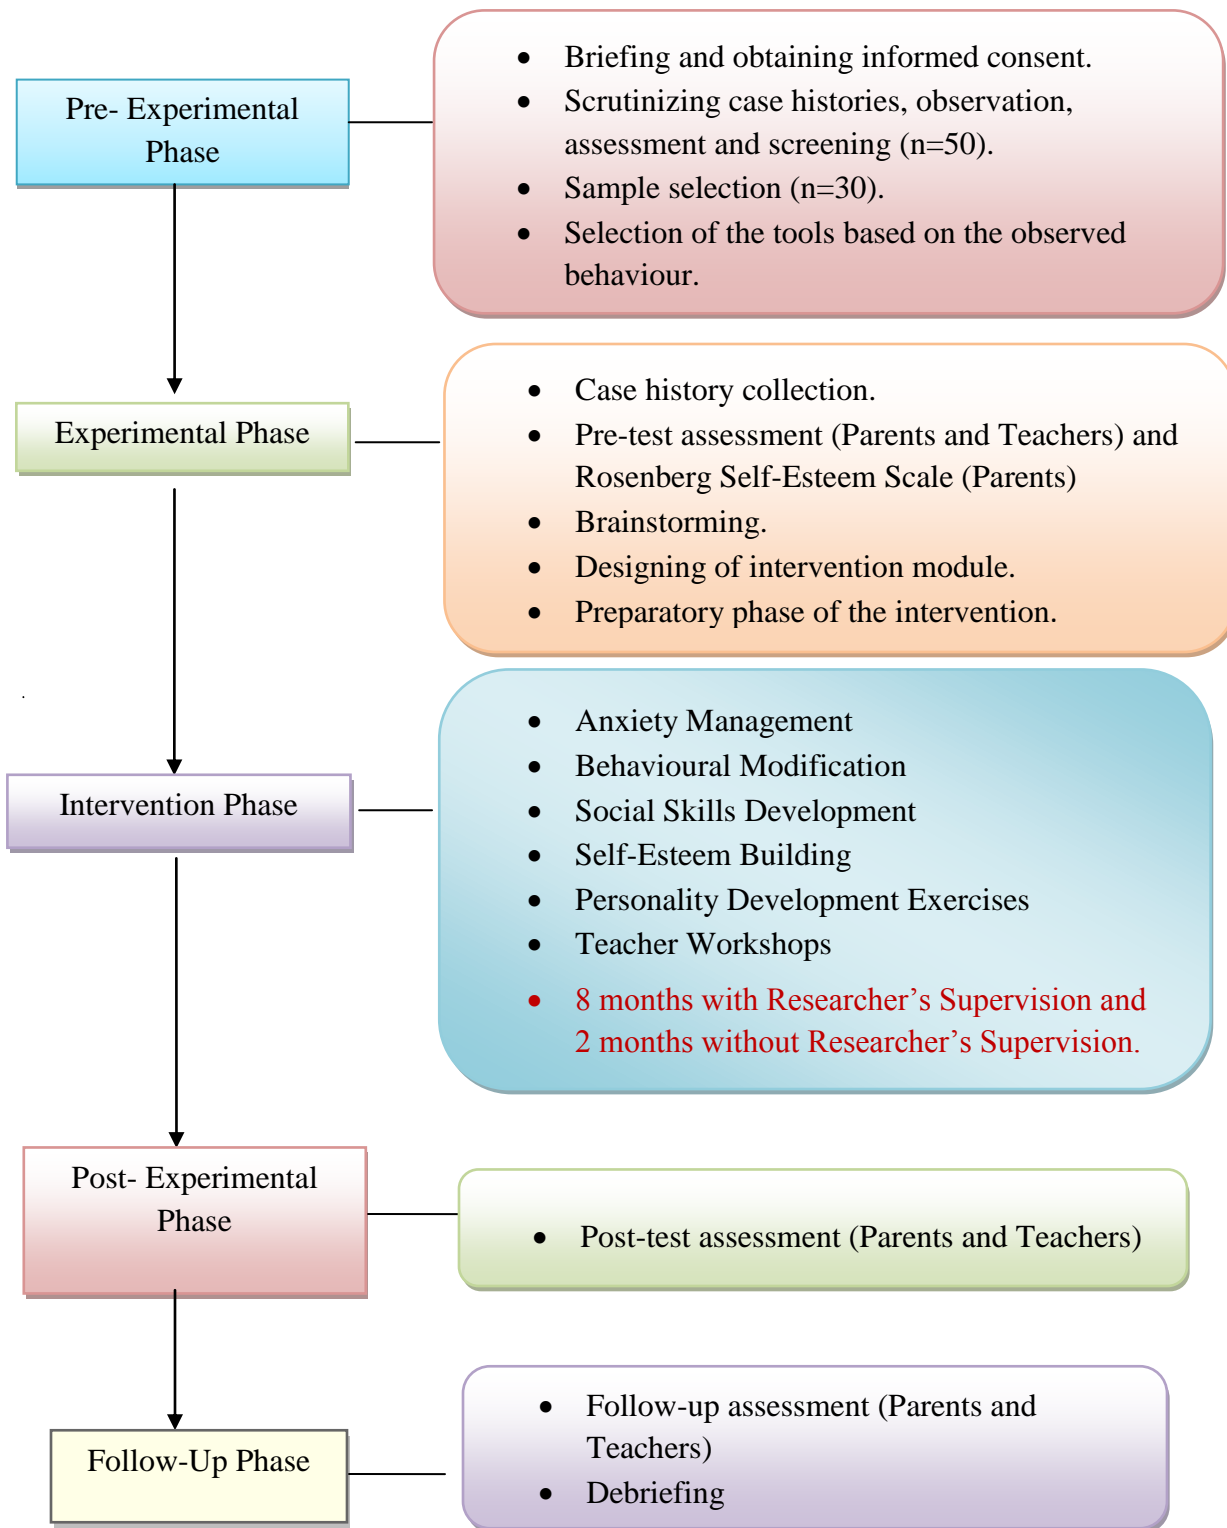 Pre- Experimental
Phase
• Briefing and obtaining informed consent.
• Scrutinizing case histories, observation,
assessment and screening (n=50).
• Sample selection (n=30).
• Selection of the tools based on the observed
behaviour.
Experimental Phase
• Case history collection.
• Pre-test assessment (Parents and Teachers) and
Rosenberg Self-Esteem Scale (Parents)
• Brainstorming.
• Designing of intervention module.
• Preparatory phase of the intervention.
.
Intervention Phase
• Anxiety Management
• Behavioural Modification
• Social Skills Development
• Self-Esteem Building
• Personality Development Exercises
• Teacher Workshops
• 8 months with Researcher’s Supervision and
2 months without Researcher’s Supervision.
Post- Experimental
Phase
• Post-test assessment (Parents and Teachers)
Follow-Up Phase
• Follow-up assessment (Parents and
Teachers)
• Debriefing